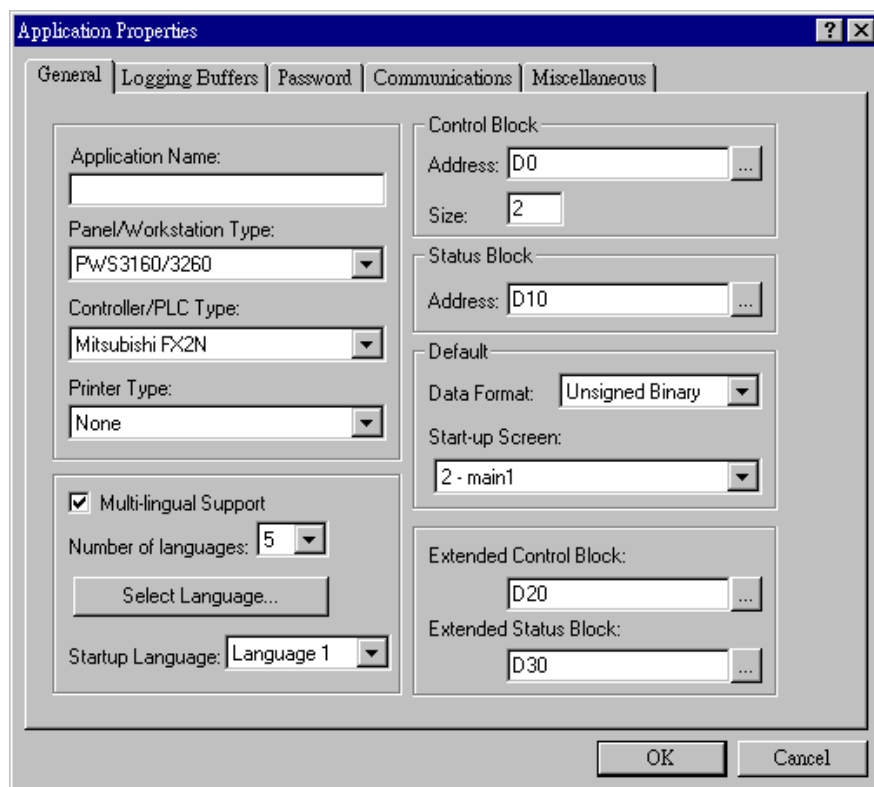 Application Properties
General
Logging Buffers
Password
Communications
Miscellaneous
Application Name:
Panel/Workstation Type:
PWS3160/3260
Controller/PLC Type:
Mitsubishi FX2N
Printer Type:
None
Multi-lingual Support
Number of languages: 5
Select Language...
Startup Language: Language 1
Control Block
Address: D0 ...
Size: 2
Status Block
Address: D10 ...
Default
Data Format: Unsigned Binary
Start-up Screen:
2 - main1
Extended Control Block:
D20 ...
Extended Status Block:
D30 ...
OK
Cancel